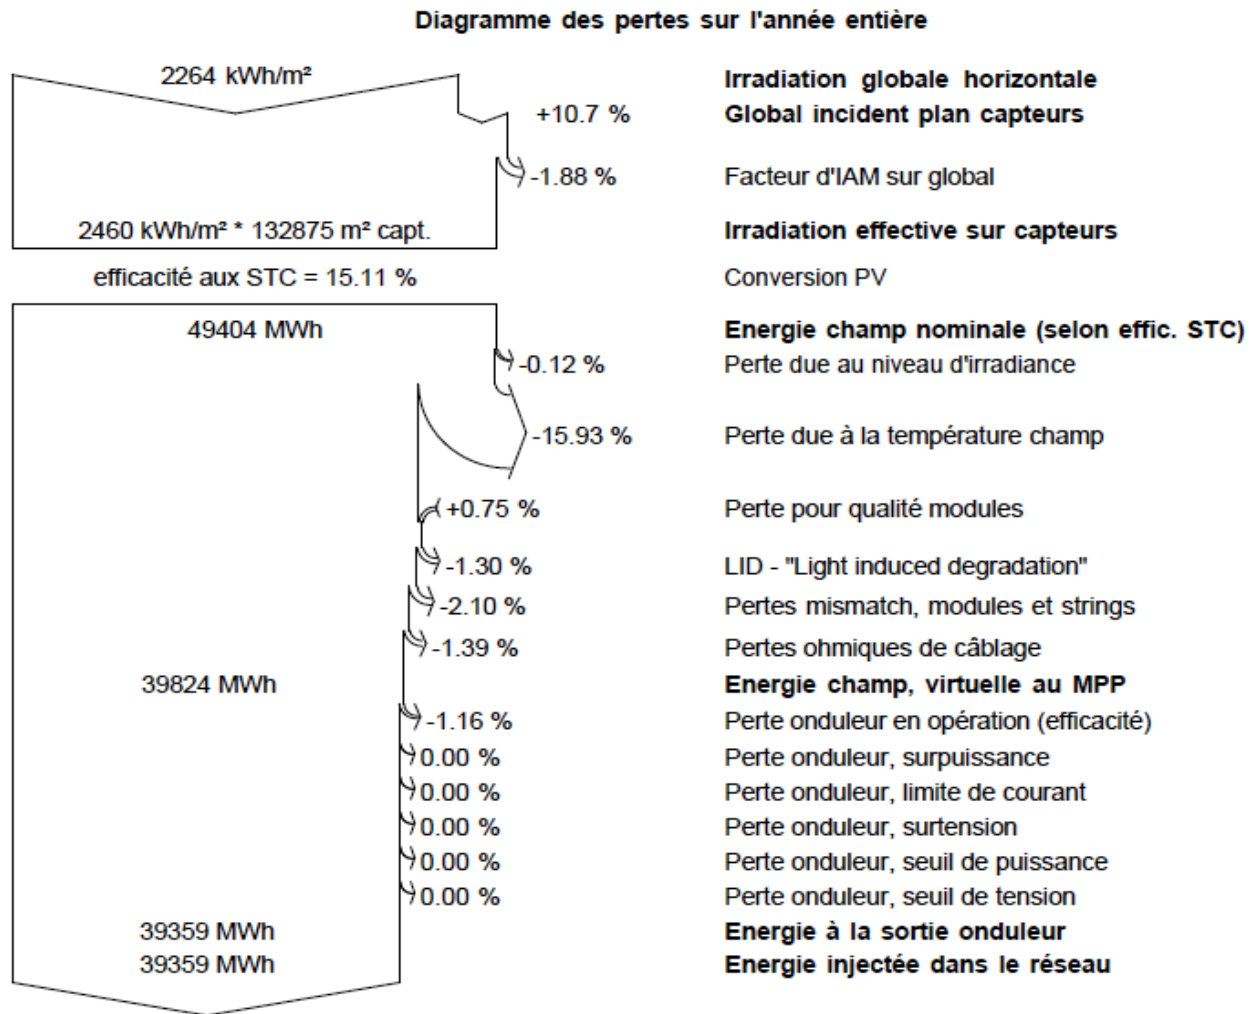 Diagramme des pertes sur l'année entière
2264 kWh/m² Irradiation globale horizontale
+10.7 % Global incident plan capteurs
-1.88 % Facteur d'IAM sur global
2460 kWh/m² * 132875 m² capt. Irradiation effective sur capteurs
efficacité aux STC = 15.11 % Conversion PV
49404 MWh Energie champ nominale (selon effic. STC)
-0.12 % Perte due au niveau d'irradiance
-15.93 % Perte due à la température champ
+0.75 % Perte pour qualité modules
-1.30 % LID - "Light induced degradation"
-2.10 % Pertes mismatch, modules et strings
-1.39 % Pertes ohmiques de câblage
39824 MWh Energie champ, virtuelle au MPP
-1.16 % Perte onduleur en opération (efficacité)
0.00 % Perte onduleur, surpuissance
0.00 % Perte onduleur, limite de courant
0.00 % Perte onduleur, surtension
0.00 % Perte onduleur, seuil de puissance
0.00 % Perte onduleur, seuil de tension
39359 MWh Energie à la sortie onduleur
39359 MWh Energie injectée dans le réseau